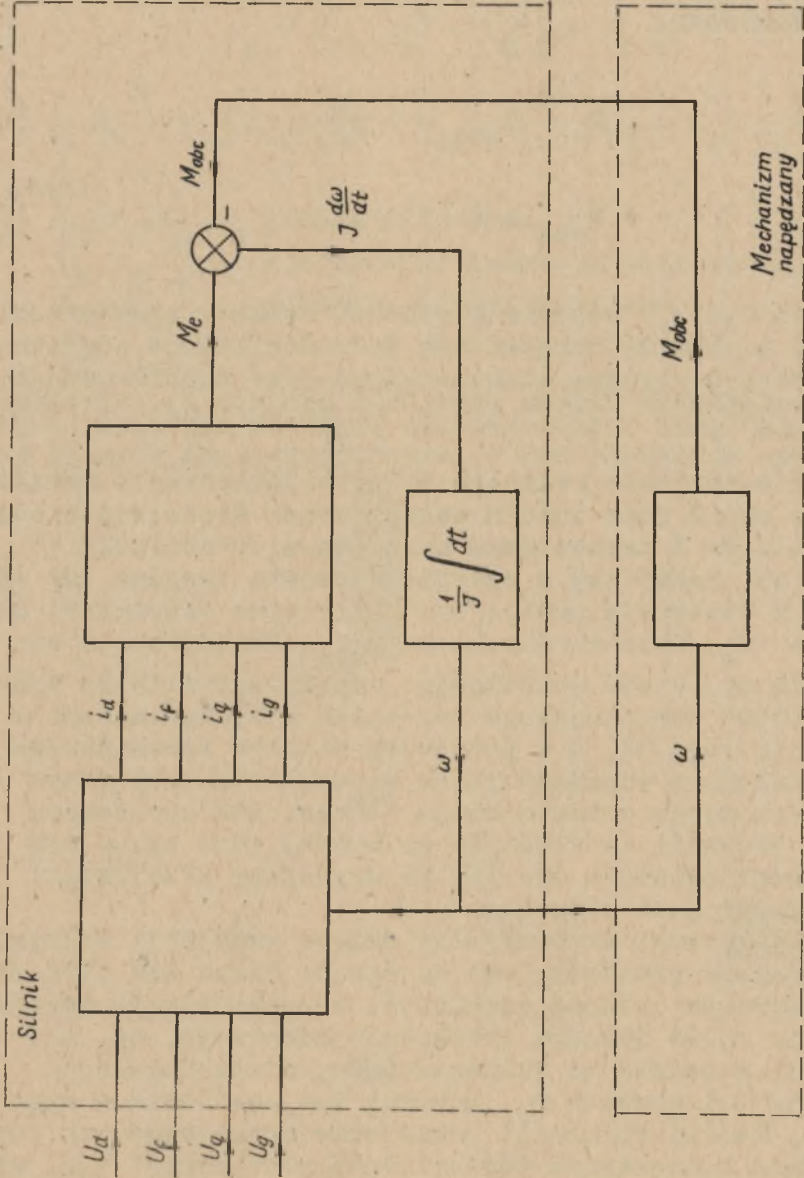 Silnik
U_d
U_f
U_q
U_g
i_d
i_f
i_q
i_g
M_e
M_obc
-
J dω/dt
1/J ∫ dt
ω
M_obc
ω
Mechanizm
napędzany